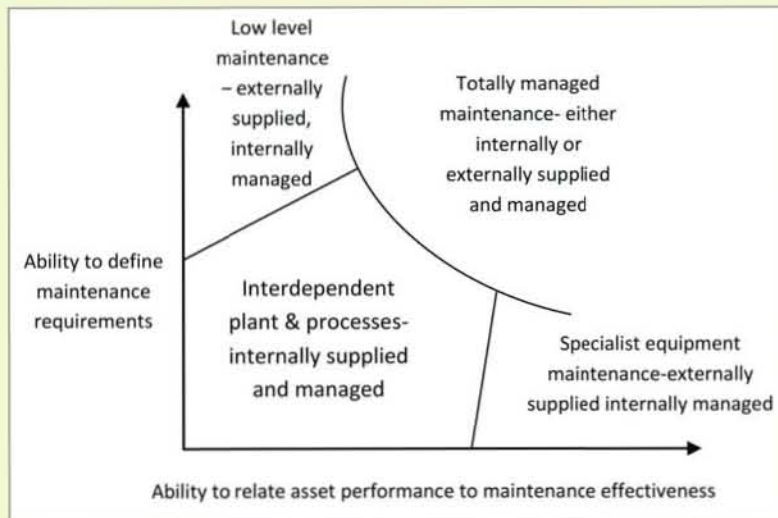 Low level
maintenance
– externally
supplied,
internally
managed
Totally managed
maintenance- either
internally or
externally supplied
and managed
Ability to define
maintenance
requirements
Interdependent
plant & processes-
internally supplied
and managed
Specialist equipment
maintenance-externally
supplied internally managed
Ability to relate asset performance to maintenance effectiveness